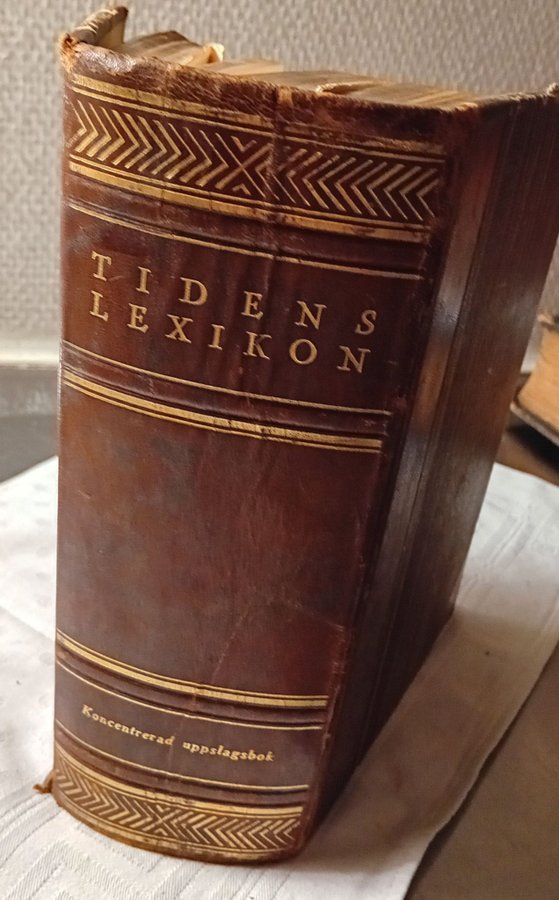 TIDENS
LEXIKON
Koncentrerad uppslagsbok